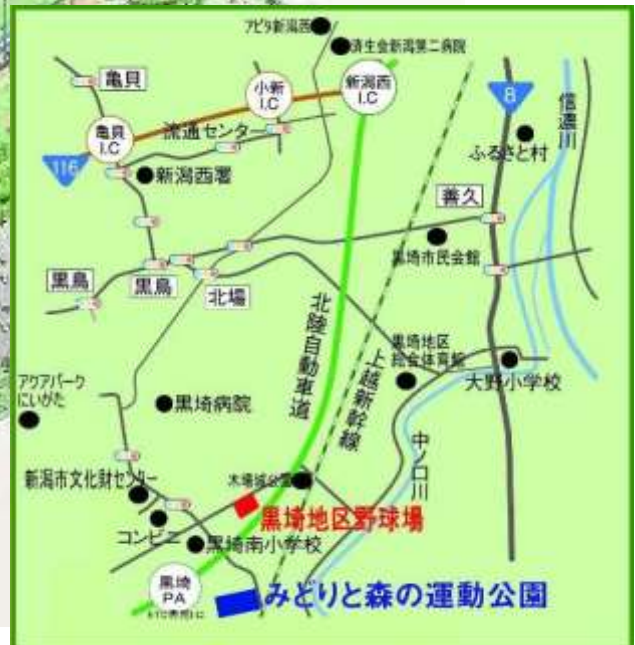 アピタ新潟西
済生会新潟第二病院
亀貝
小新
I.C
新潟西
I.C
8
信濃川
亀貝
I.C
流通センター
ふるさと村
116
新潟西署
善久
黒埼市民会館
黒鳥
黒鳥
北場
北陸自動車道
上越新幹線
黒埼地区
総合体育館
大野小学校
アクアパーク
にいがた
黒埼病院
中ノ口川
新潟市文化財センター
木場城公園
黒埼地区野球場
コンビニ
黒埼南小学校
黒埼
PA
みどりと森の運動公園